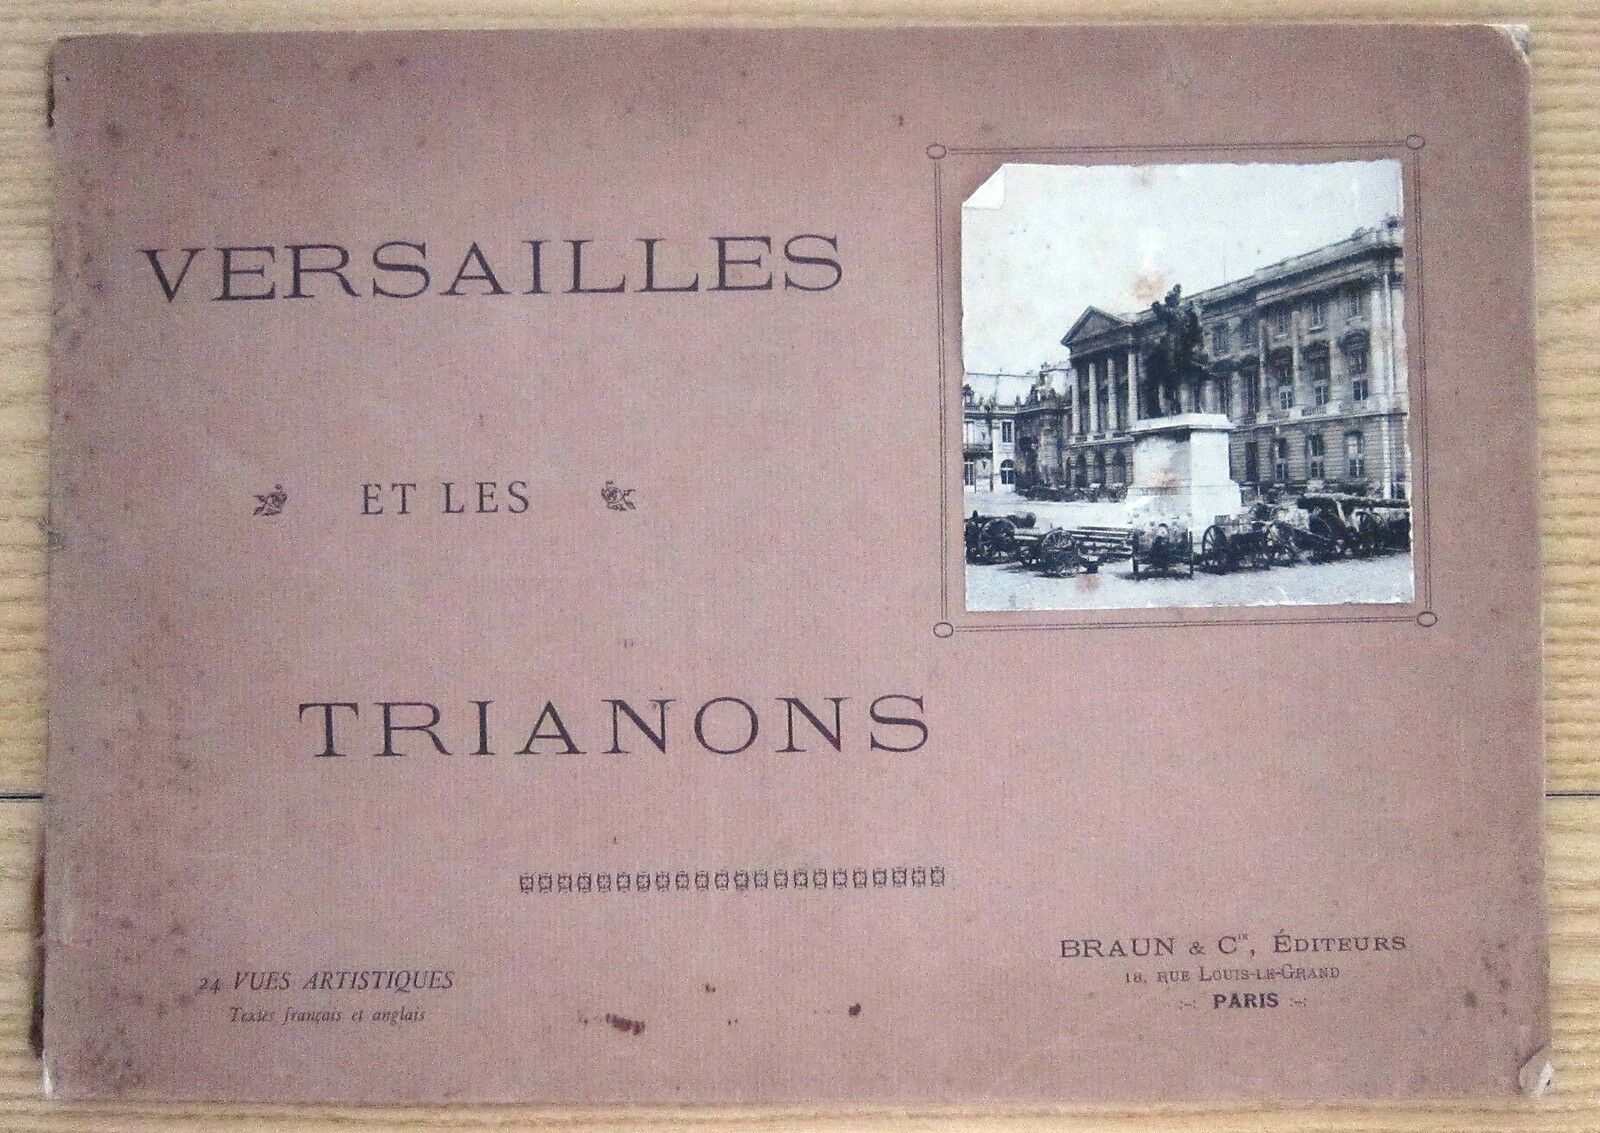 VERSAILLES
ET LES
TRIANONS
24 VUES ARTISTIQUES
Textes français et anglais
BRAUN & Cie, ÉDITEURS
18, RUE LOUIS-LE-GRAND
:-: PARIS :-: